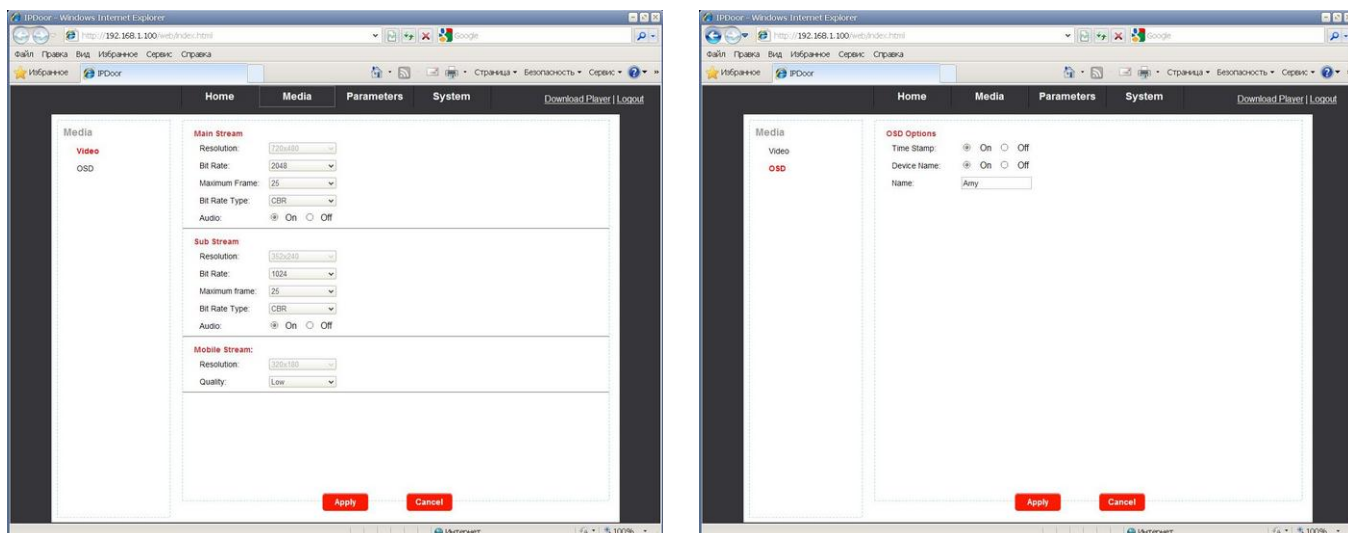 IPDoor - Windows Internet Explorer
http://192.168.1.100/web/index.html
Google
Файл Правка Вид Избранное Сервис Справка
Избранное IPDoor Страница Безопасность Сервис
Home Media Parameters System Download Player | Logout
Media
Video
OSD
Main Stream
Resolution: 720x480
Bit Rate: 2048
Maximum Frame: 25
Bit Rate Type: CBR
Audio: On Off
Sub Stream
Resolution: 352x240
Bit Rate: 1024
Maximum frame: 25
Bit Rate Type: CBR
Audio: On Off
Mobile Stream:
Resolution: 320x180
Quality: Low
Apply Cancel
Интернет 100%
IPDoor - Windows Internet Explorer
http://192.168.1.100/web/index.html
Google
Файл Правка Вид Избранное Сервис Справка
Избранное IPDoor Страница Безопасность Сервис
Home Media Parameters System Download Player | Logout
Media
Video
OSD
OSD Options
Time Stamp: On Off
Device Name: On Off
Name: Amy
Apply Cancel
Интернет 100%